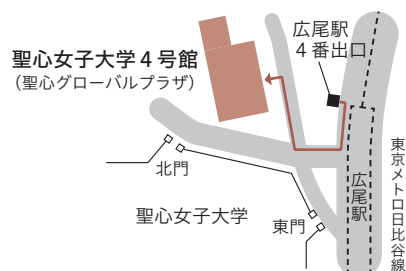 聖心女子大学4号館
(聖心グローバルプラザ)
広尾駅
4番出口
北門
聖心女子大学
東門
広尾駅
東京メトロ日比谷線